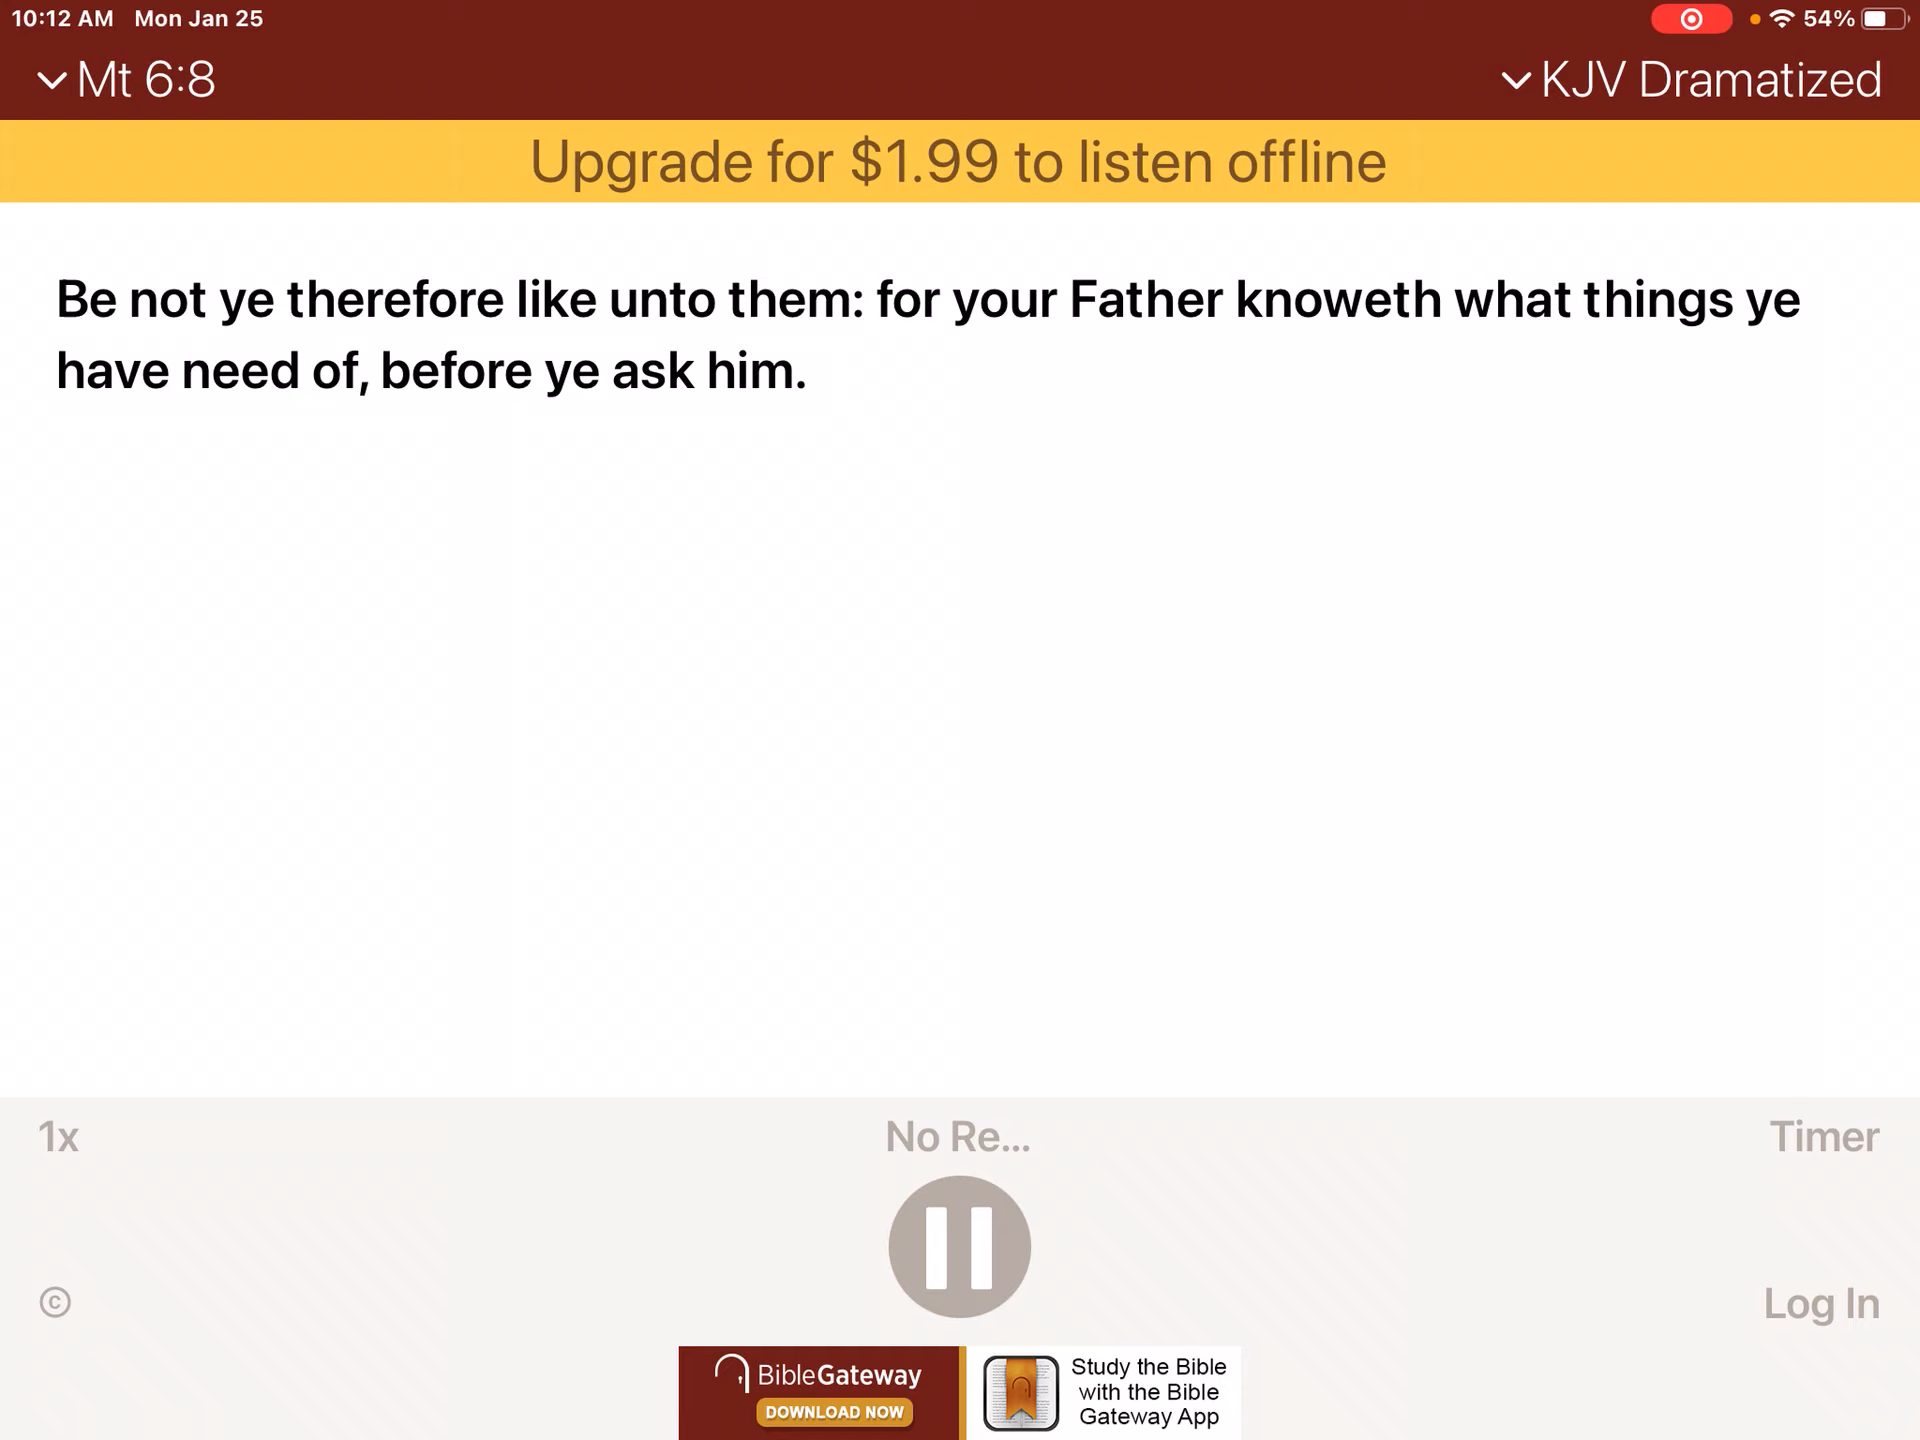 10:12 AM Mon Jan 25 54%
Mt 6:8 KJV Dramatized
Upgrade for $1.99 to listen offline
Be not ye therefore like unto them: for your Father knoweth what things ye
have need of, before ye ask him.
1x No Re... Timer
© Log In
BibleGateway
DOWNLOAD NOW
Study the Bible
with the Bible
Gateway App